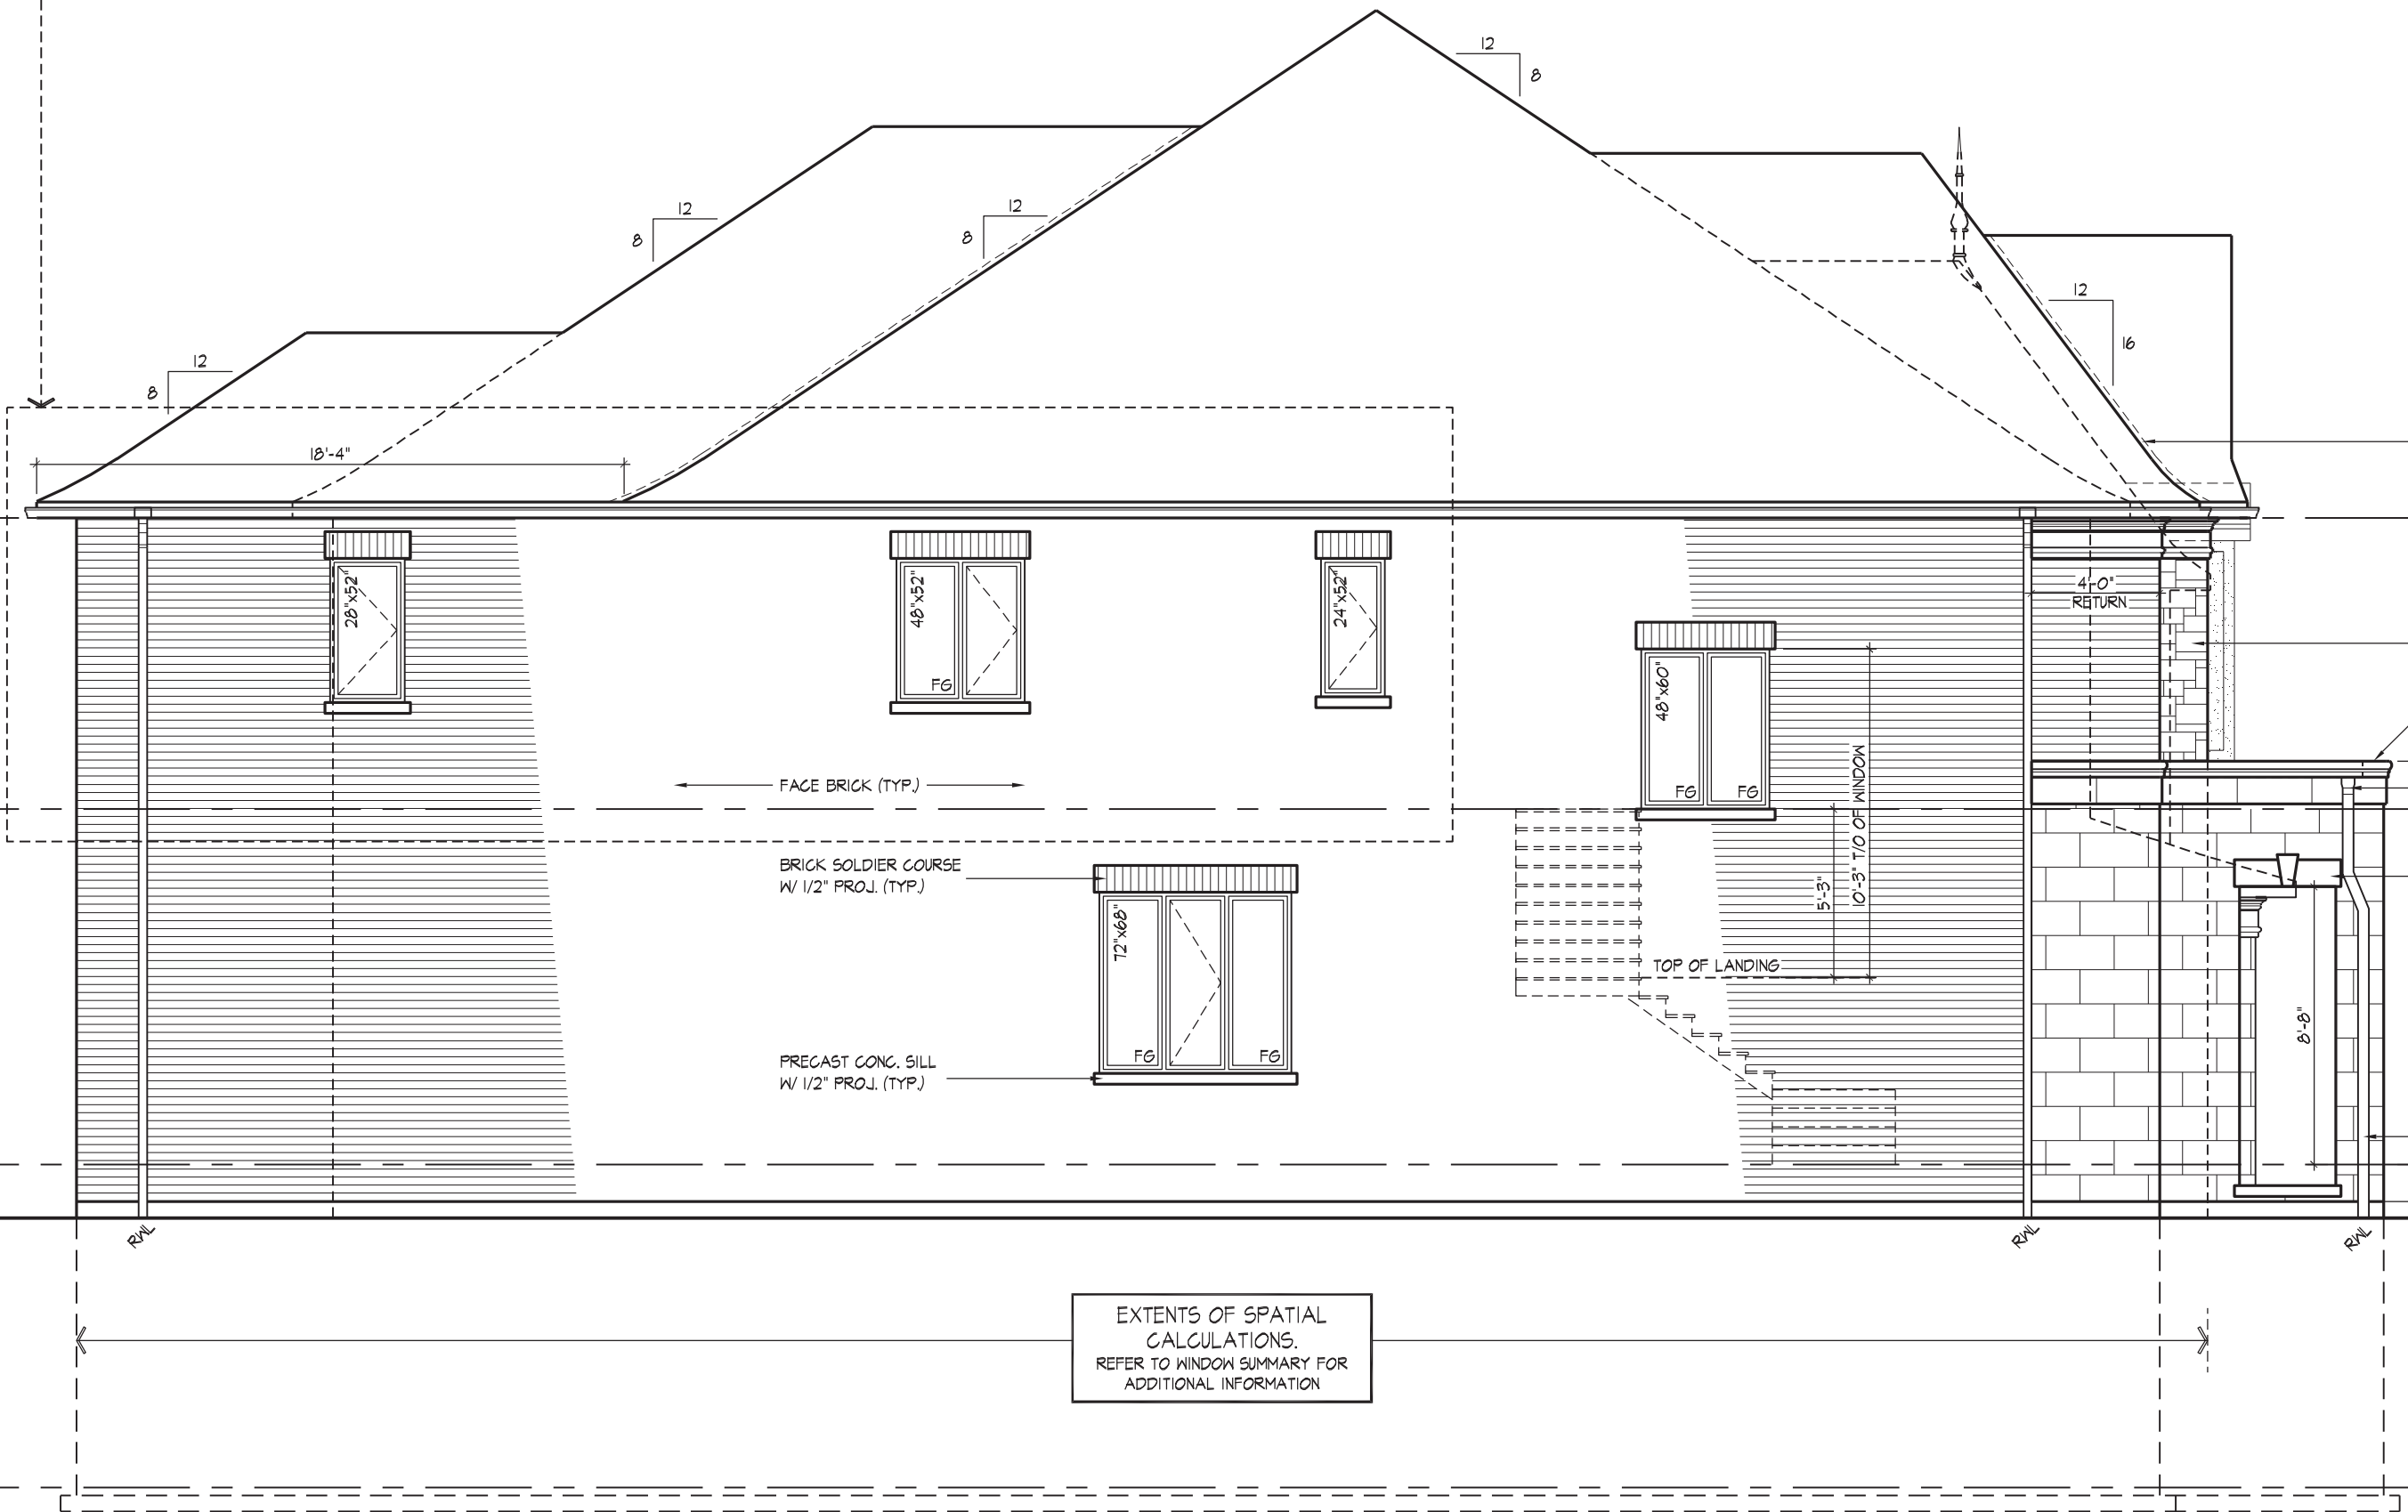 12
8
12
8
12
8
12
8
12
16
18'-4"
28"x52"
48"x52"
FG
24"x52"
4'-0"
RETURN
48"x60"
FG
FG
FACE BRICK (TYP.)
BRICK SOLDIER COURSE
W/ 1/2" PROJ. (TYP.)
72"x68"
FG
FG
5'-3"
0'-3" T/O OF WINDOW
TOP OF LANDING
8'-8"
PRECAST CONC. SILL
W/ 1/2" PROJ. (TYP.)
RWL
RWL
RWL
EXTENTS OF SPATIAL
CALCULATIONS.
REFER TO WINDOW SUMMARY FOR
ADDITIONAL INFORMATION